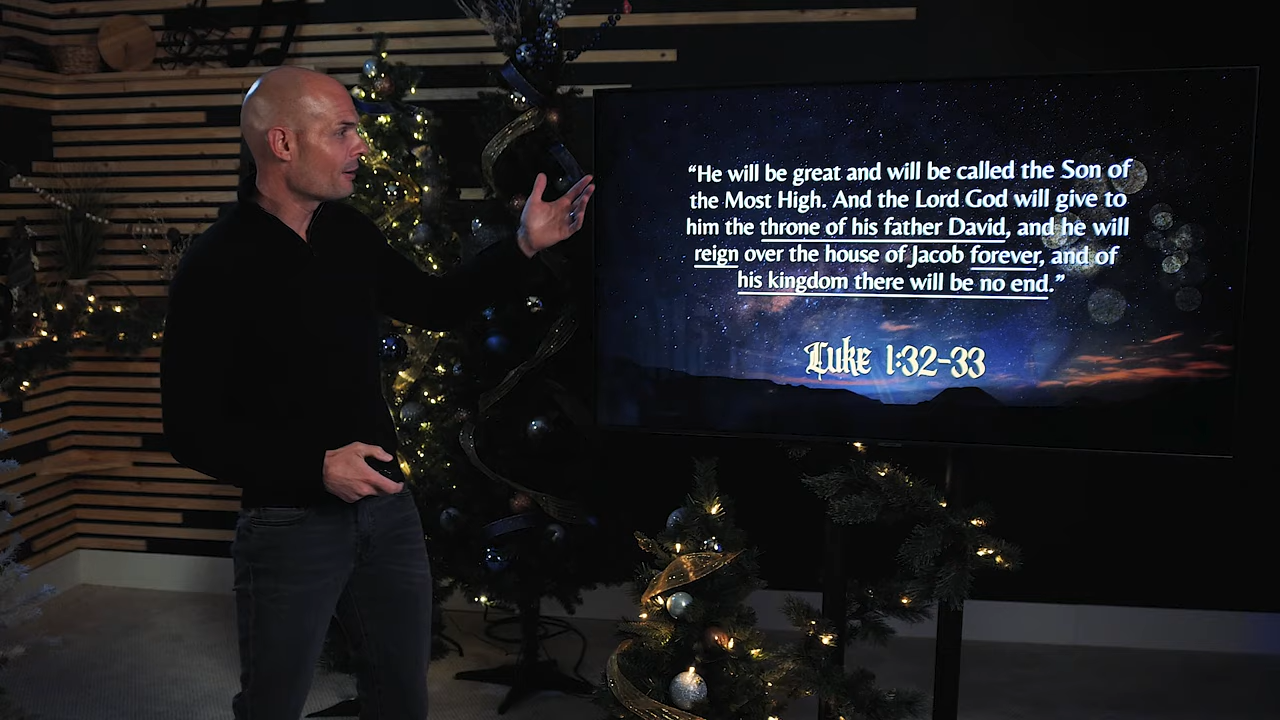 “He will be great and will be called the Son of
the Most High. And the Lord God will give to
him the throne of his father David, and he will
reign over the house of Jacob forever, and of
his kingdom there will be no end.”
Luke 1:32-33